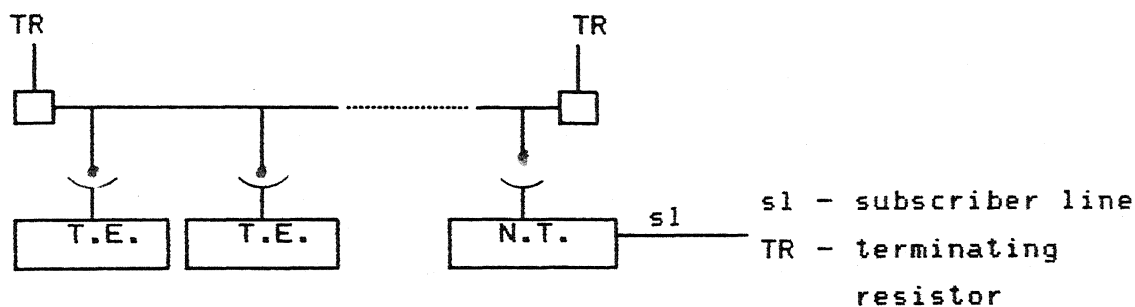 TR TR
T.E. T.E. N.T. sl
sl - subscriber line
TR - terminating
resistor